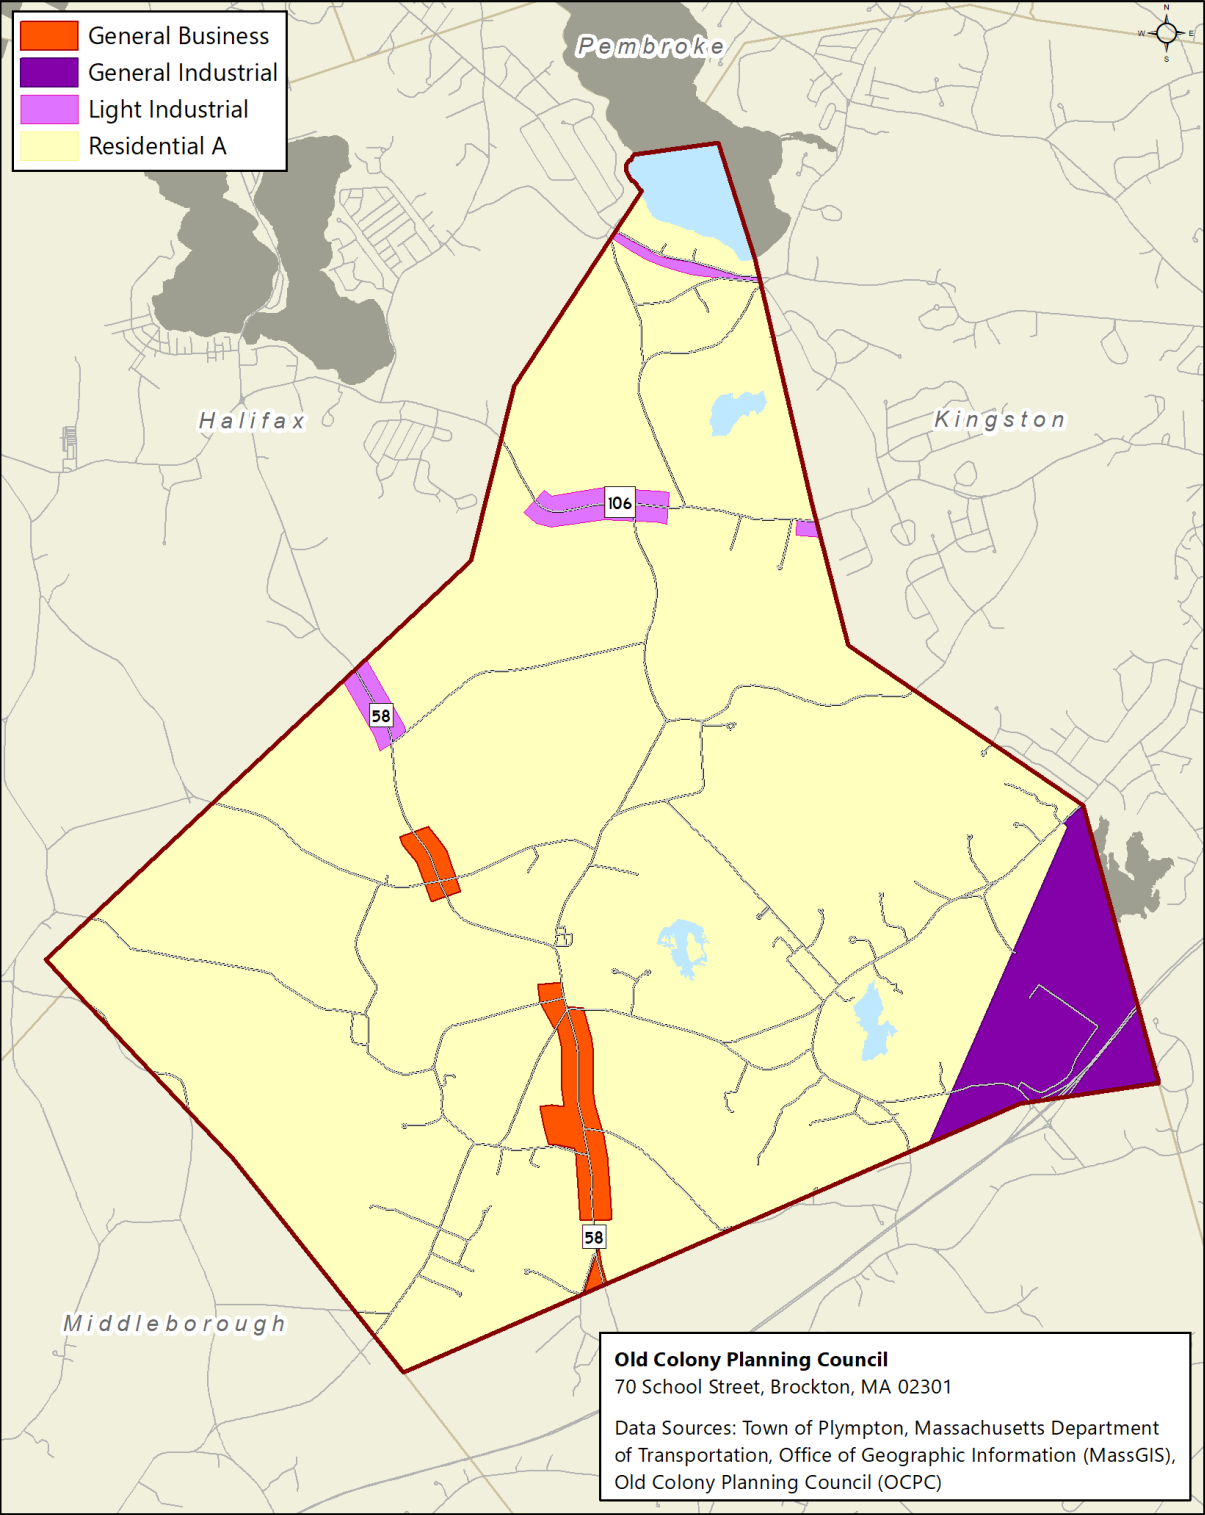 General Business
General Industrial
Light Industrial
Residential A
N
W
E
S
Pembroke
Halifax
Kingston
106
58
58
Middleborough
Old Colony Planning Council
70 School Street, Brockton, MA 02301
Data Sources: Town of Plympton, Massachusetts Department
of Transportation, Office of Geographic Information (MassGIS),
Old Colony Planning Council (OCPC)